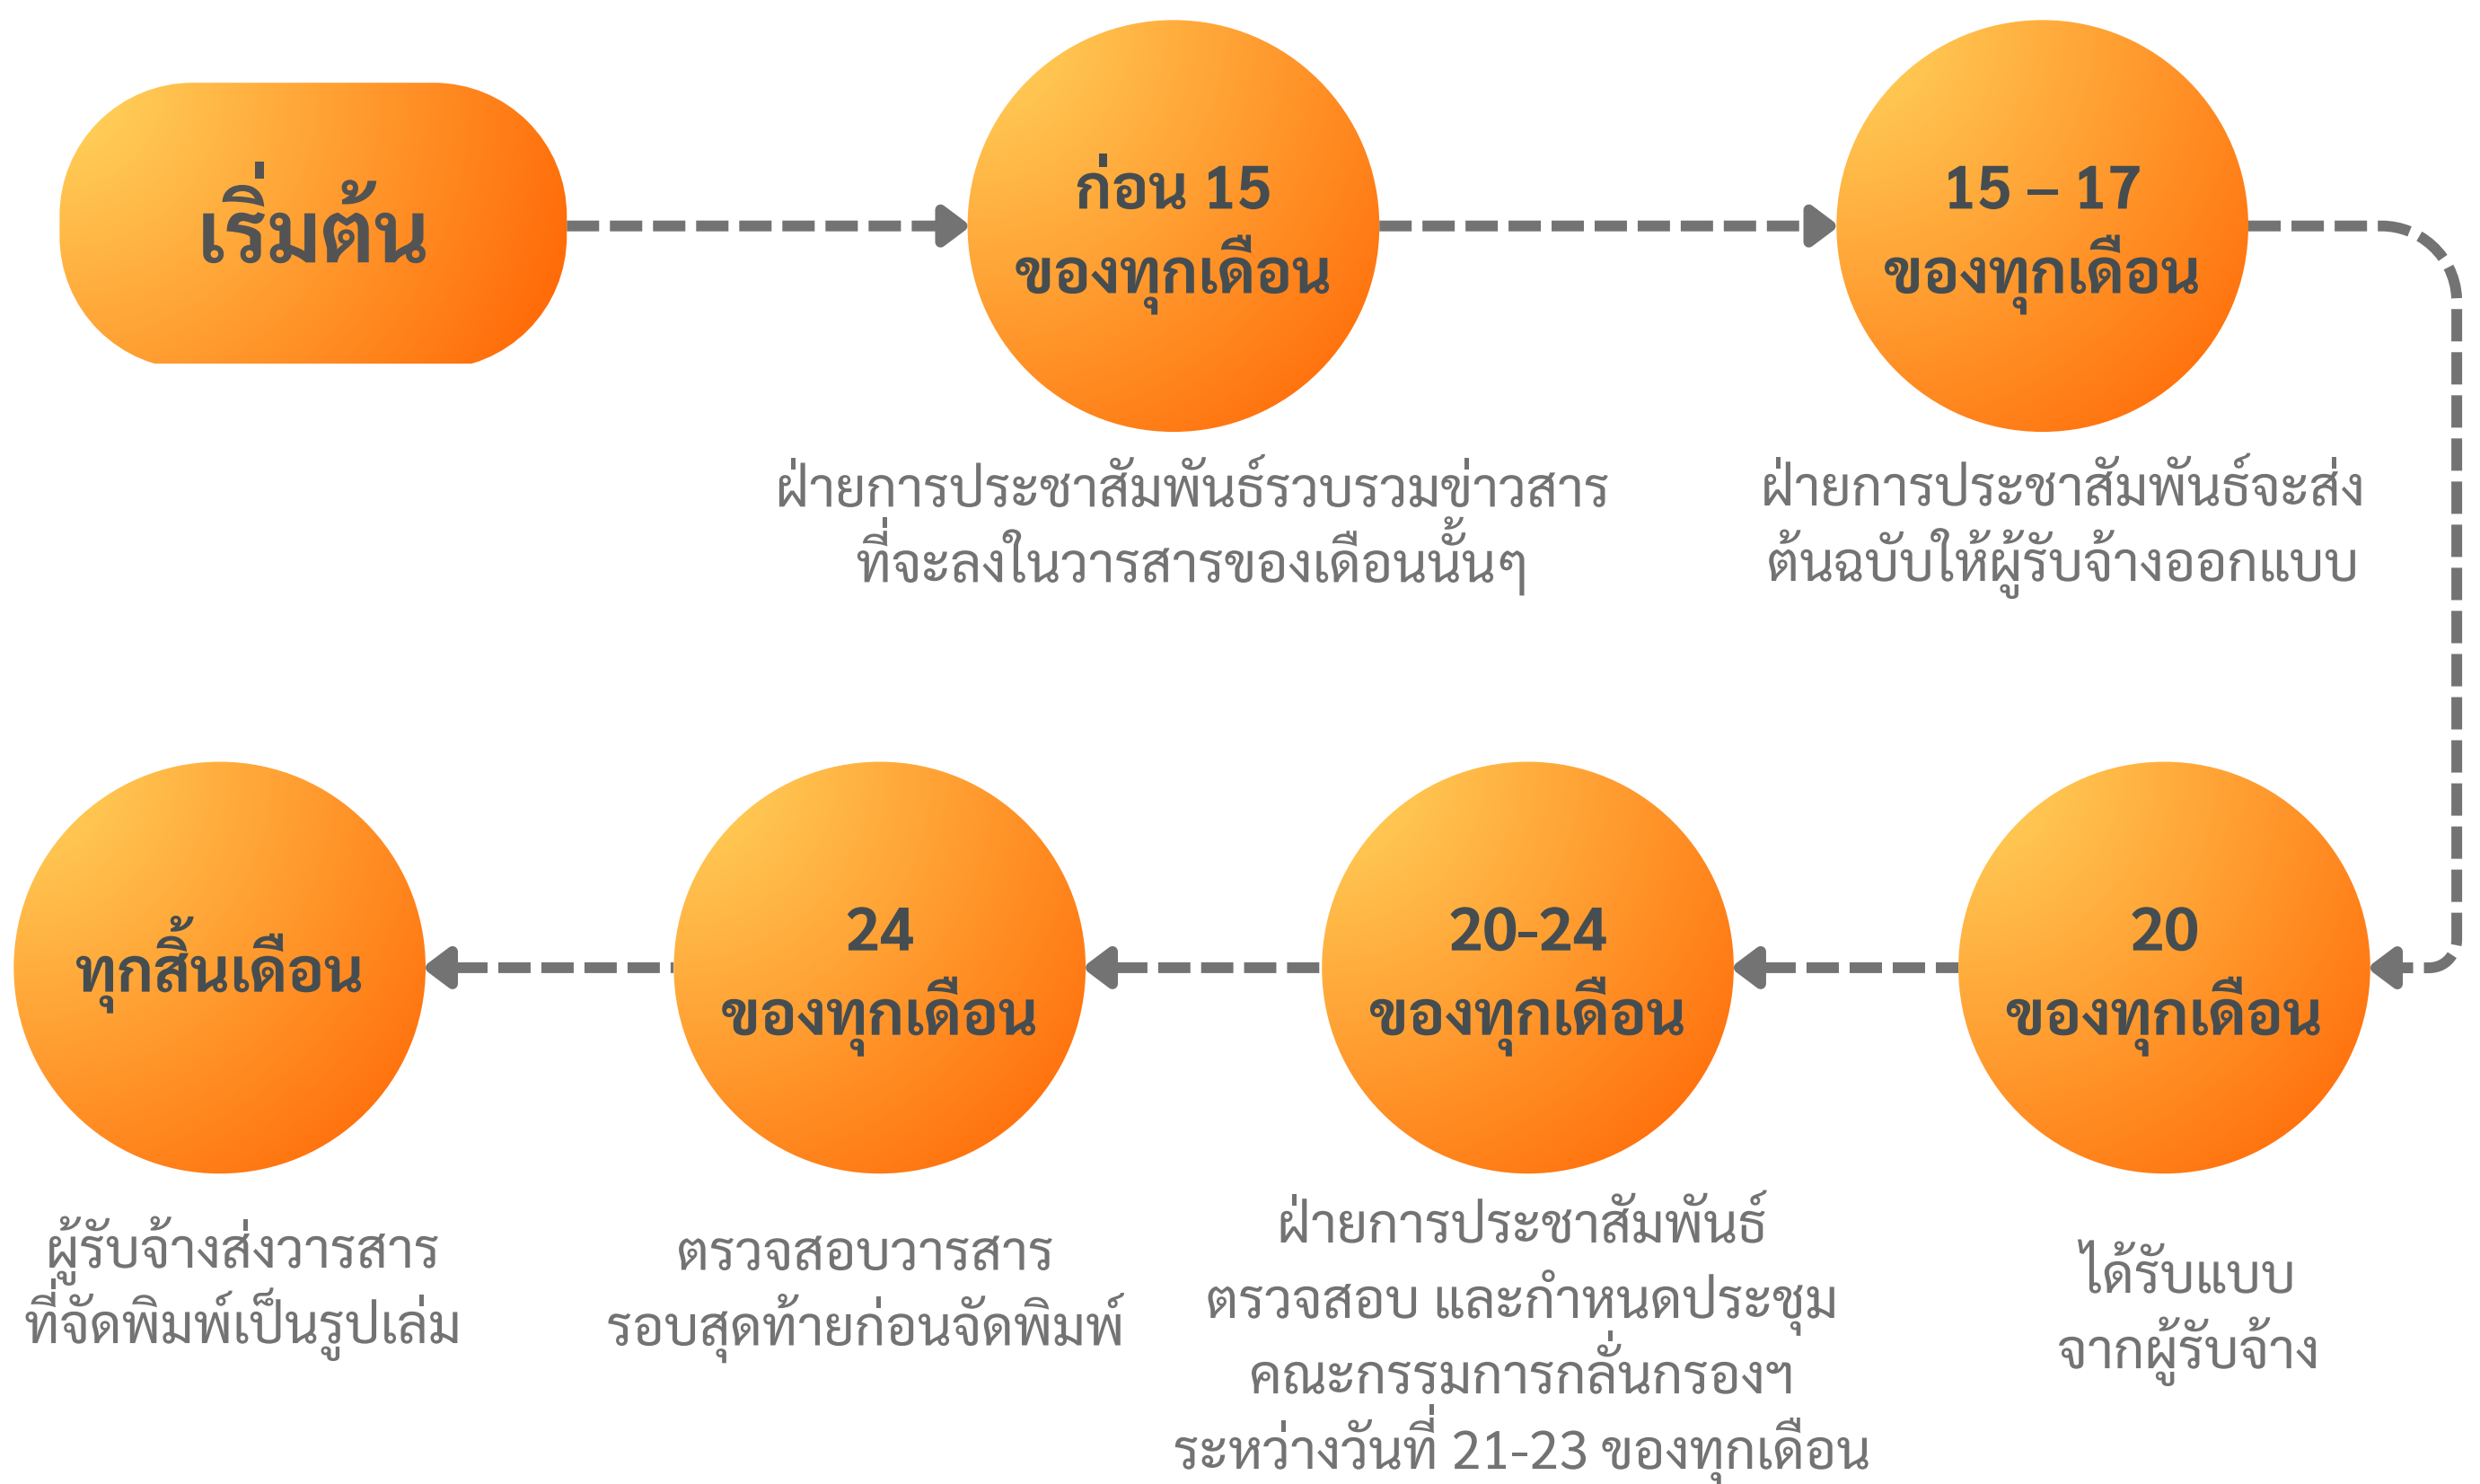 เริ่มต้น
ก่อน 15
ของทุกเดือน
15 – 17
ของทุกเดือน
ฝ่ายการประชาสัมพันธ์รวบรวมข่าวสาร
ที่จะลงในวารสารของเดือนนั้นๆ
ฝ่ายการประชาสัมพันธ์จะส่ง
ต้นฉบับให้ผู้รับจ้างออกแบบ
20
ของทุกเดือน
ได้รับแบบ
จากผู้รับจ้าง
20-24
ของทุกเดือน
ฝ่ายการประชาสัมพันธ์
ตรวจสอบ และกำหนดประชุม
คณะกรรมการกลั่นกรองฯ
ระหว่างวันที่ 21-23 ของทุกเดือน
24
ของทุกเดือน
ตรวจสอบวารสาร
รอบสุดท้ายก่อนจัดพิมพ์
ทุกสิ้นเดือน
ผู้รับจ้างส่งวารสาร
ที่จัดพิมพ์เป็นรูปเล่ม